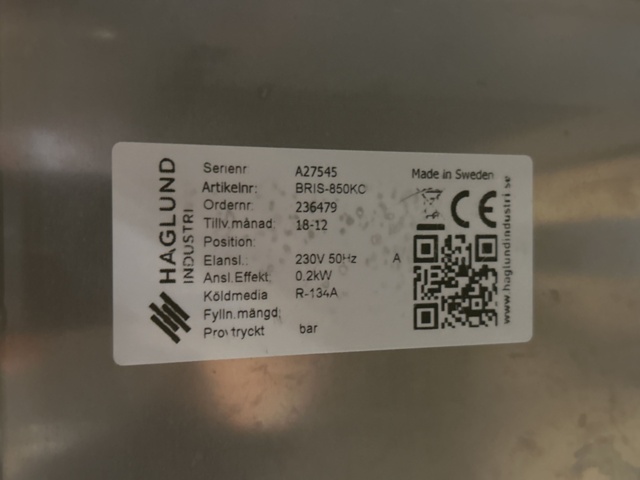 HAGLUND
INDUSTRI
Serienr A27545
Artikelnr: BRIS-850KC
Ordernr: 236479
Tillv.månad: 18-12
Position:
Elansl.: 230V 50Hz A
Ansl.Effekt: 0.2kW
Köldmedia R-134A
Fylln.mängd:
Provtryckt bar
Made in Sweden
CE
www.haglundindustri.se